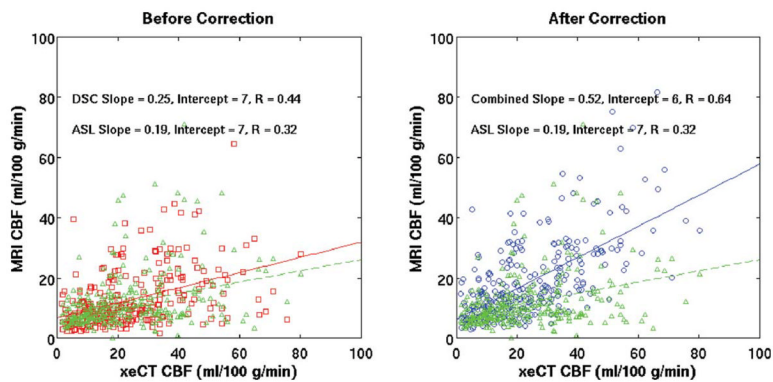 Before Correction
100
80
60
40
20
0
MRI CBF (ml/100 g/min)
DSC Slope = 0.25, Intercept = 7, R = 0.44
ASL Slope = 0.19, Intercept = 7, R = 0.32
0 20 40 60 80 100
xeCT CBF (ml/100 g/min)
After Correction
100
80
60
40
20
0
MRI CBF (ml/100 g/min)
Combined Slope = 0.52, Intercept = 6, R = 0.64
ASL Slope = 0.19, Intercept = 7, R = 0.32
0 20 40 60 80 100
xeCT CBF (ml/100 g/min)